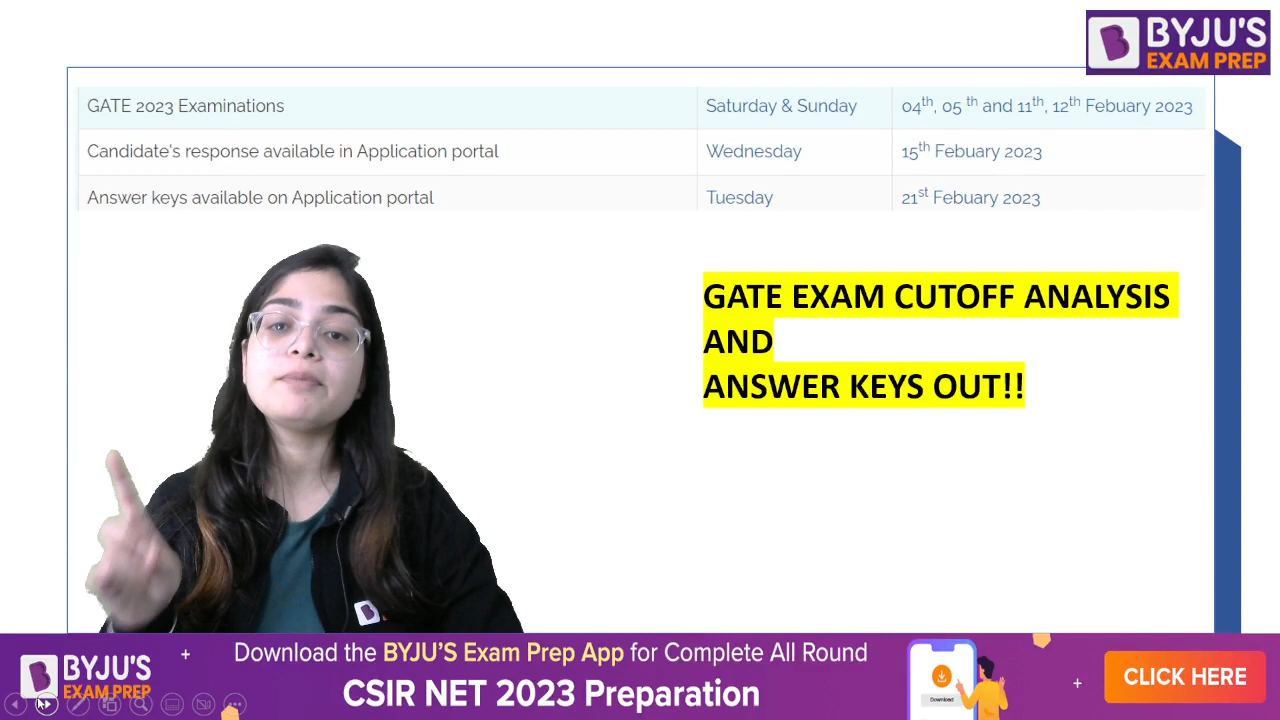 BYJU'S
EXAM PREP
GATE 2023 Examinations Saturday & Sunday 04th, 05 th and 11th, 12th Febuary 2023
Candidate's response available in Application portal Wednesday 15th Febuary 2023
Answer keys available on Application portal Tuesday 21st Febuary 2023
GATE EXAM CUTOFF ANALYSIS
AND
ANSWER KEYS OUT!!
BYJU'S
EXAM PREP
Download the BYJU'S Exam Prep App for Complete All Round
CSIR NET 2023 Preparation
Download
CLICK HERE